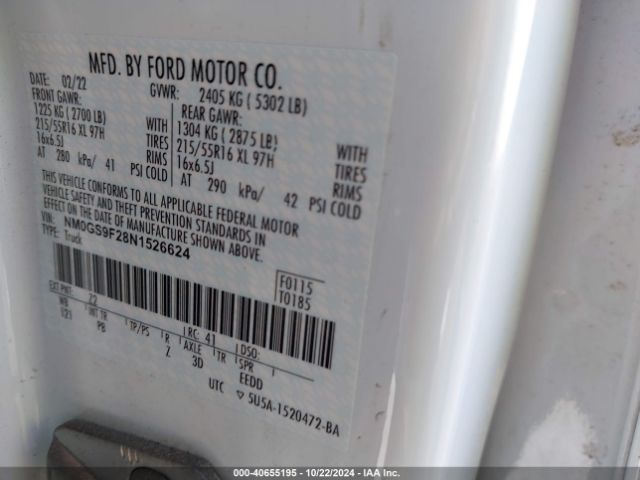 MFD. BY FORD MOTOR CO.
DATE: 02/22 GVWR: 2405 KG ( 5302 LB)
FRONT GAWR: REAR GAWR:
1225 KG ( 2700 LB) WITH 1304 KG ( 2875 LB) WITH
215/55R16 XL 97H TIRES 215/55R16 XL 97H TIRES
16x6.5J RIMS 16x6.5J RIMS
AT 280 kPa/ 41 PSI COLD AT 290 kPa/ 42 PSI COLD
THIS VEHICLE CONFORMS TO ALL APPLICABLE FEDERAL MOTOR
VEHICLE SAFETY AND THEFT PREVENTION STANDARDS IN
EFFECT ON THE DATE OF MANUFACTURE SHOWN ABOVE.
VIN: NM0GS9F28N1526624
TYPE: Truck
F0115
T0185
EXT PNT: Z2 RC: 41 DSO:
WB INT TR TP/PS R AXLE TR SPR
PB Z 3D EEDD
UTC 5U5A-1520472-BA
000-40655195 - 10/22/2024 - IAA Inc.